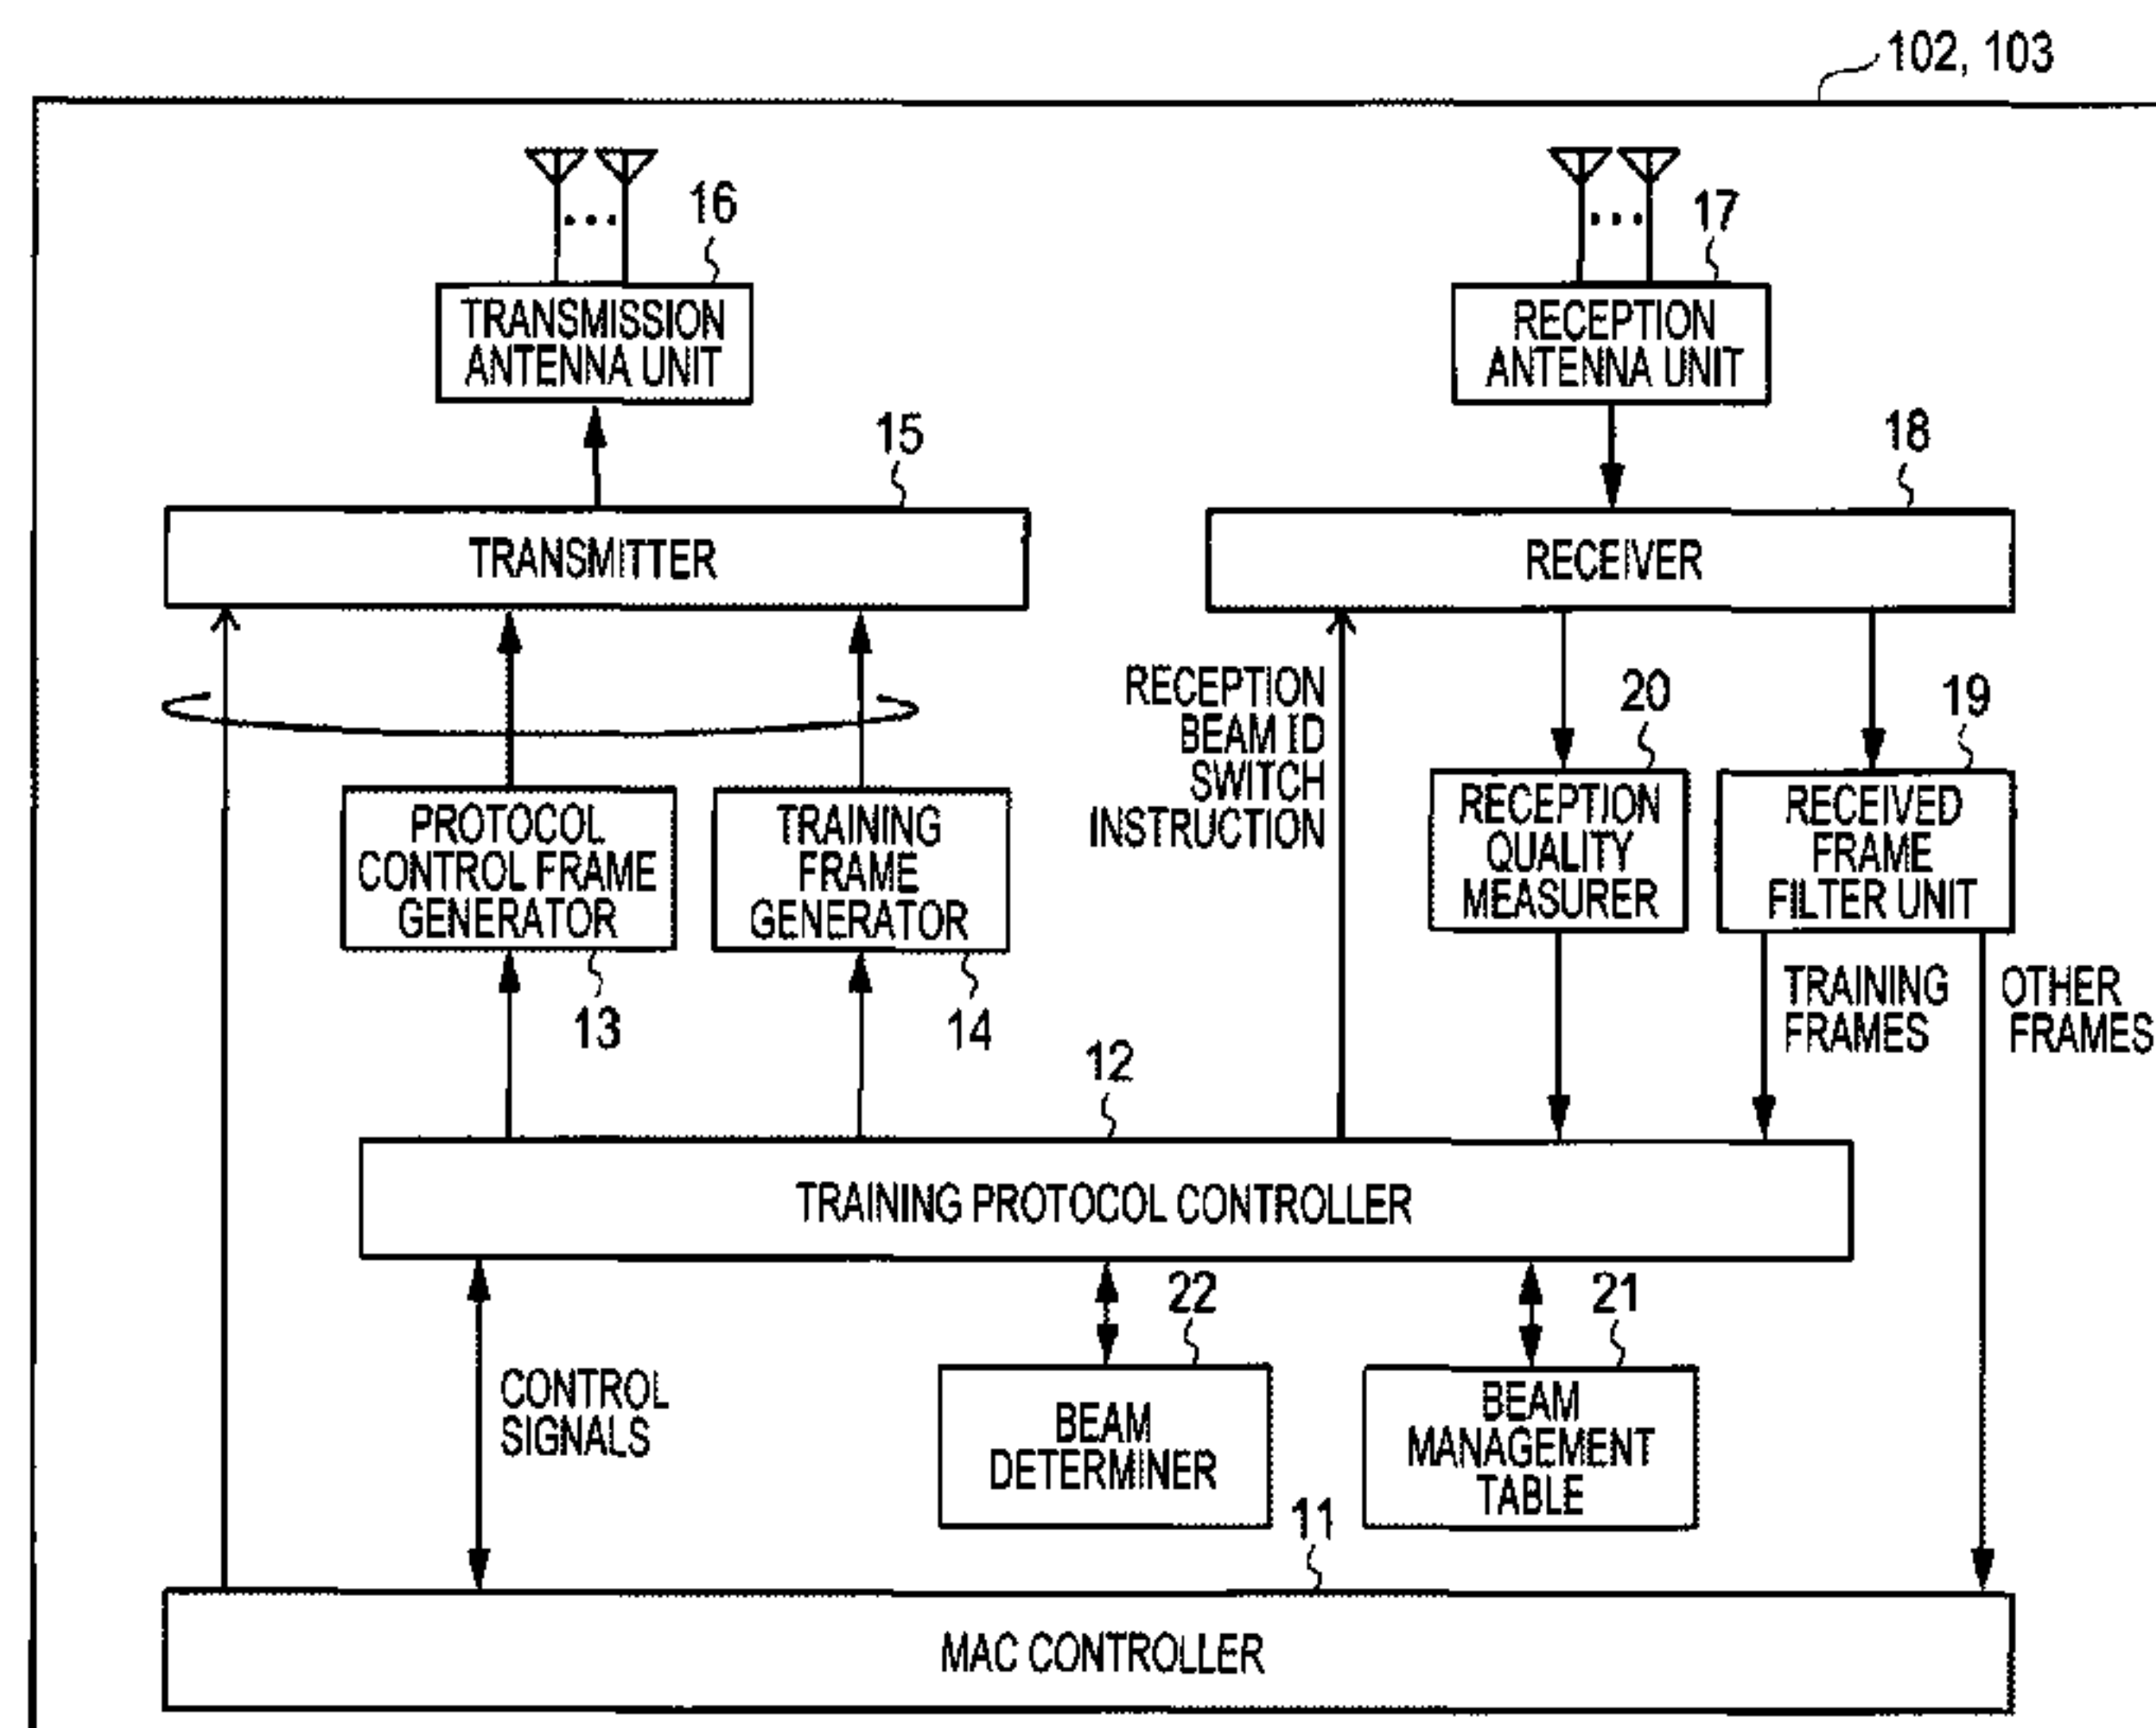 102, 103
16
17
TRANSMISSION
ANTENNA UNIT
RECEPTION
ANTENNA UNIT
15
18
TRANSMITTER
RECEIVER
RECEPTION
BEAM ID
SWITCH
INSTRUCTION
20
19
PROTOCOL
CONTROL FRAME
GENERATOR
TRAINING
FRAME
GENERATOR
RECEPTION
QUALITY
MEASURER
RECEIVED
FRAME
FILTER UNIT
13
14
TRAINING
FRAMES
OTHER
FRAMES
12
TRAINING PROTOCOL CONTROLLER
22
21
CONTROL
SIGNALS
BEAM
DETERMINER
BEAM
MANAGEMENT
TABLE
11
MAC CONTROLLER